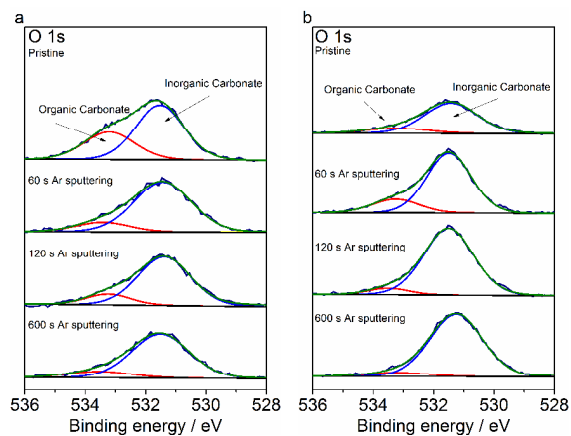 a
O 1s
Pristine
Inorganic Carbonate
Organic Carbonate
60 s Ar sputtering
120 s Ar sputtering
600 s Ar sputtering
536 534 532 530 528
Binding energy / eV
b
O 1s
Pristine
Organic Carbonate
Inorganic Carbonate
60 s Ar sputtering
120 s Ar sputtering
600 s Ar sputtering
536 534 532 530 528
Binding energy / eV